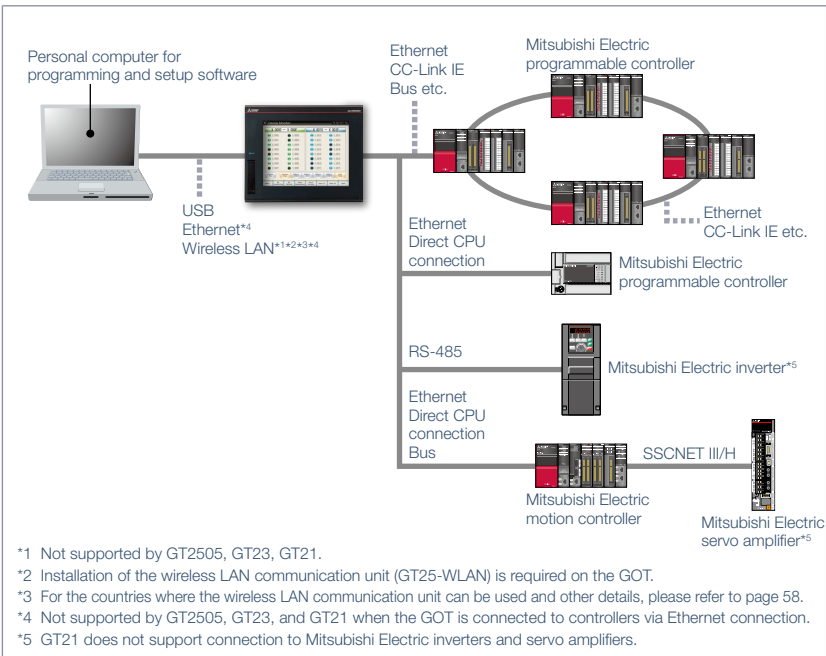 Personal computer for
programming and setup software
USB
Ethernet*4
Wireless LAN*1*2*3*4
Ethernet
CC-Link IE
Bus etc.
Mitsubishi Electric
programmable controller
Ethernet
CC-Link IE etc.
Ethernet
Direct CPU
connection
Mitsubishi Electric
programmable controller
RS-485
Mitsubishi Electric inverter*5
Ethernet
Direct CPU
connection
Bus
SSCNET III/H
Mitsubishi Electric
motion controller
Mitsubishi Electric
servo amplifier*5
*1 Not supported by GT2505, GT23, GT21.
*2 Installation of the wireless LAN communication unit (GT25-WLAN) is required on the GOT.
*3 For the countries where the wireless LAN communication unit can be used and other details, please refer to page 58.
*4 Not supported by GT2505, GT23, and GT21 when the GOT is connected to controllers via Ethernet connection.
*5 GT21 does not support connection to Mitsubishi Electric inverters and servo amplifiers.